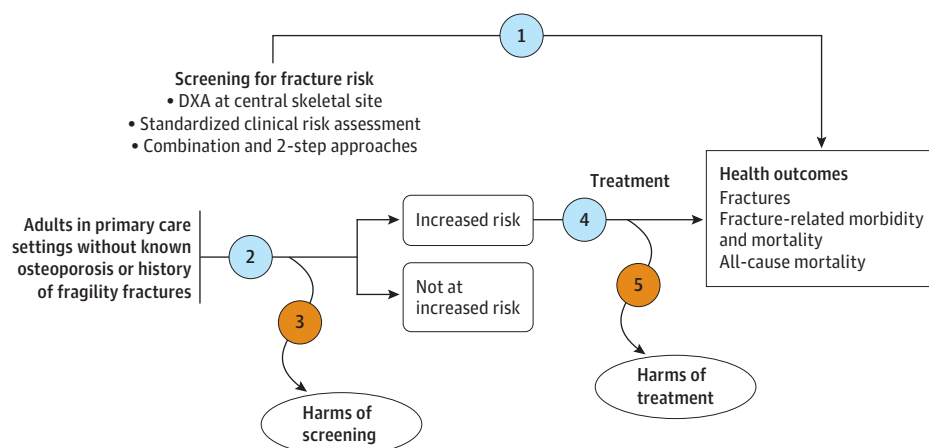 1
Screening for fracture risk
• DXA at central skeletal site
• Standardized clinical risk assessment
• Combination and 2-step approaches
Adults in primary care
settings without known
osteoporosis or history
of fragility fractures
2
3
Harms of
screening
Increased risk
Not at
increased risk
Treatment
4
5
Harms of
treatment
Health outcomes
Fractures
Fracture-related morbidity
and mortality
All-cause mortality